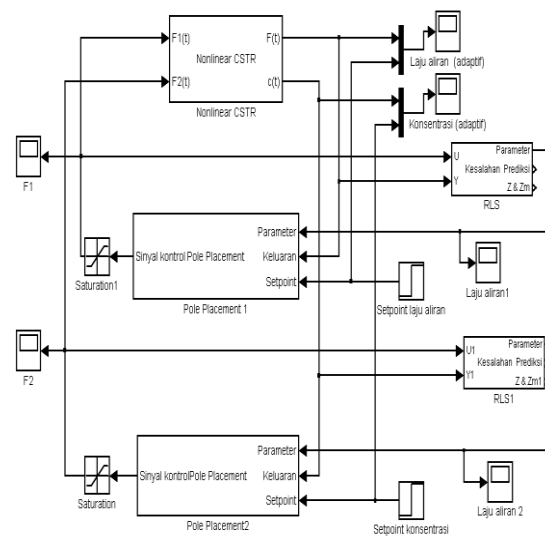 F1(t)
F(t)
Nonlinear CSTR
F2(t)
c(t)
Nonlinear CSTR
Laju aliran (adaptif)
Konsentrasi (adaptif)
F1
U
Y
Parameter
Kesalahan Prediksi
Z & Zm
RLS
Saturation1
Sinyal kontrol Pole Placement
Parameter
Keluaran
Setpoint
Pole Placement 1
Setpoint laju aliran
Laju aliran1
F2
U1
Y1
Parameter
Kesalahan Prediksi
Z & Zm1
RLS1
Saturation
Sinyal kontrolPole Placement
Parameter
Keluaran
Setpoint
Pole Placement2
Setpoint konsentrasi
Laju aliran 2